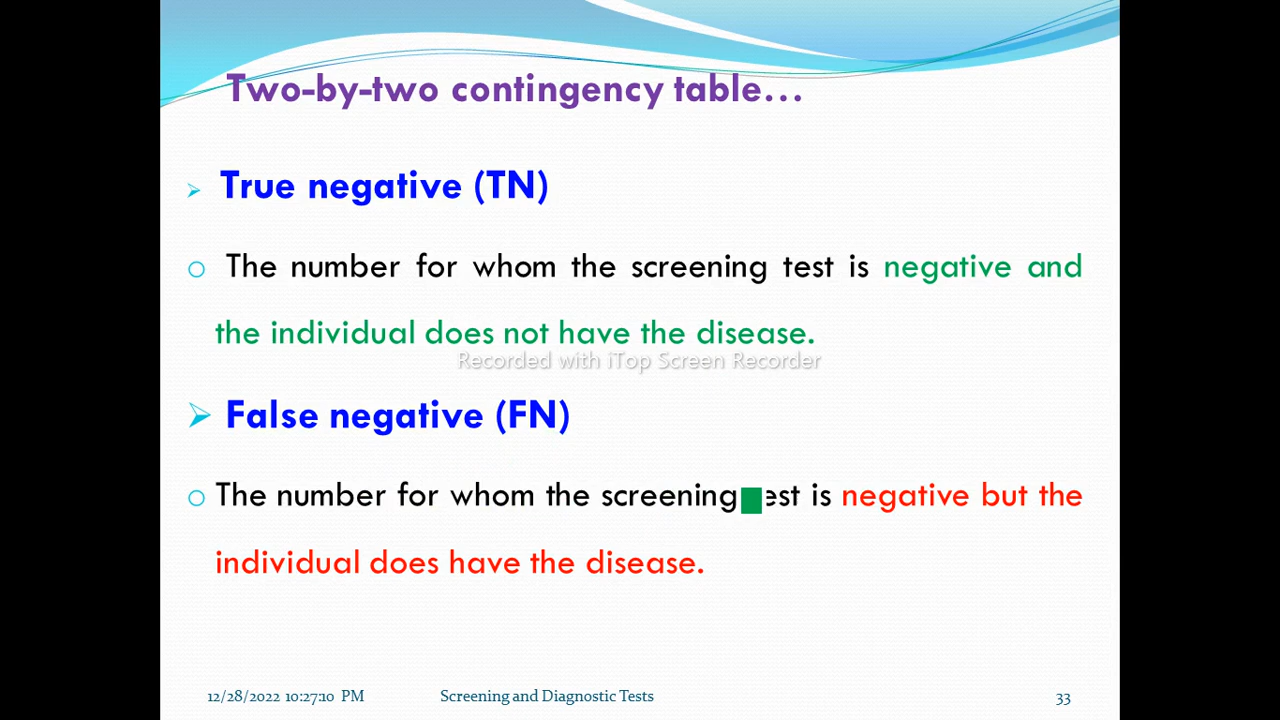 Two-by-two contingency table...
True negative (TN)
The number for whom the screening test is negative and
the individual does not have the disease.
Recorded with iTop Screen Recorder
False negative (FN)
The number for whom the screening est is negative but the
individual does have the disease.
12/28/2022 10:27:10 PM Screening and Diagnostic Tests 33